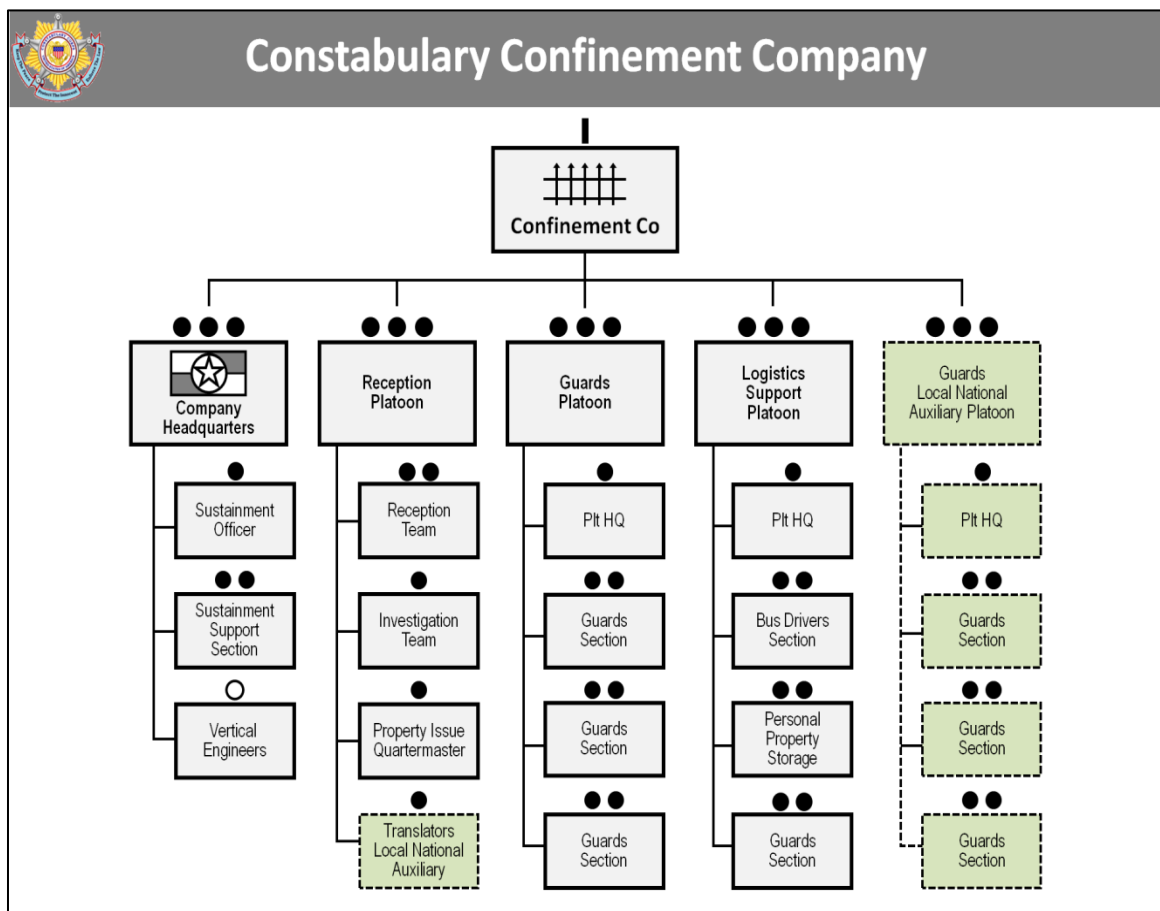 Constabulary Confinement Company
Confinement Co
Company
Headquarters
Reception
Platoon
Guards
Platoon
Logistics
Support
Platoon
Guards
Local National
Auxiliary Platoon
Sustainment
Officer
Reception
Team
Plt HQ
Plt HQ
Plt HQ
Sustainment
Support
Section
Investigation
Team
Guards
Section
Bus Drivers
Section
Guards
Section
Vertical
Engineers
Property Issue
Quartermaster
Guards
Section
Personal
Property
Storage
Guards
Section
Translators
Local National
Auxiliary
Guards
Section
Guards
Section
Guards
Section